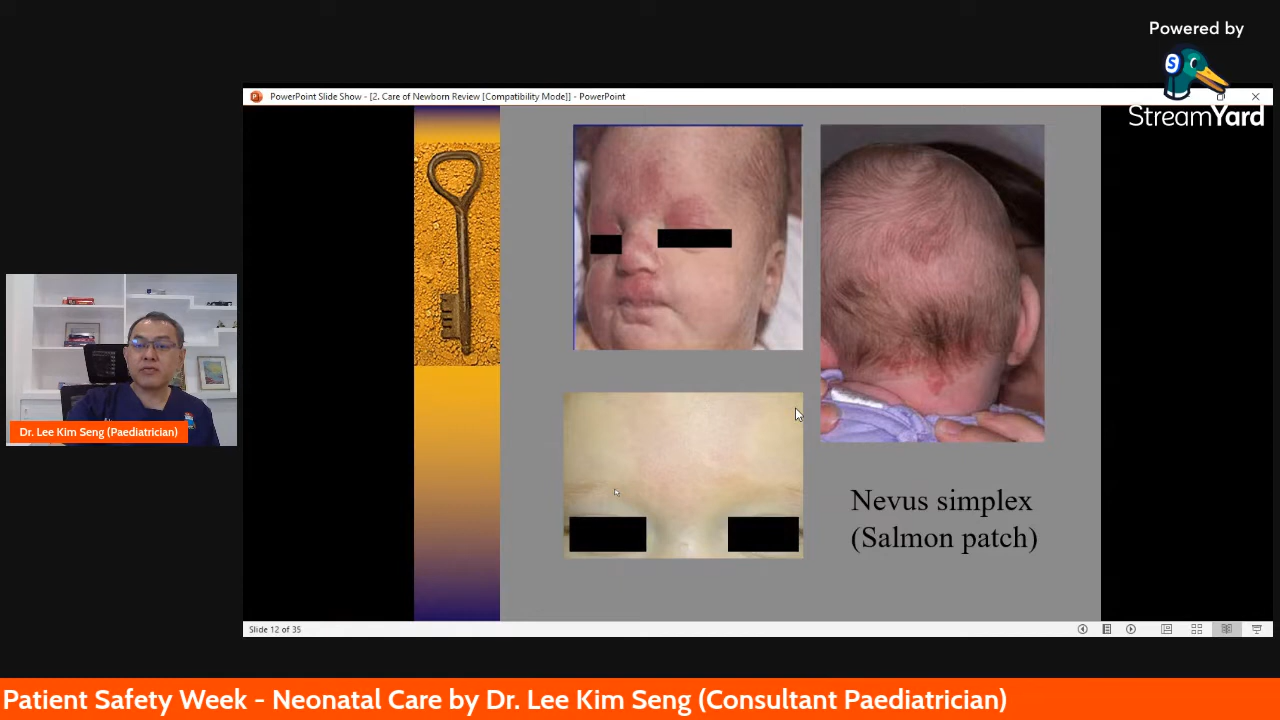 Powered by
S
StreamYard
PowerPoint Slide Show - [2. Care of Newborn Review [Compatibility Mode]] - PowerPoint
Nevus simplex
(Salmon patch)
Dr. Lee Kim Seng (Paediatrician)
Slide 12 of 35
Patient Safety Week - Neonatal Care by Dr. Lee Kim Seng (Consultant Paediatrician)